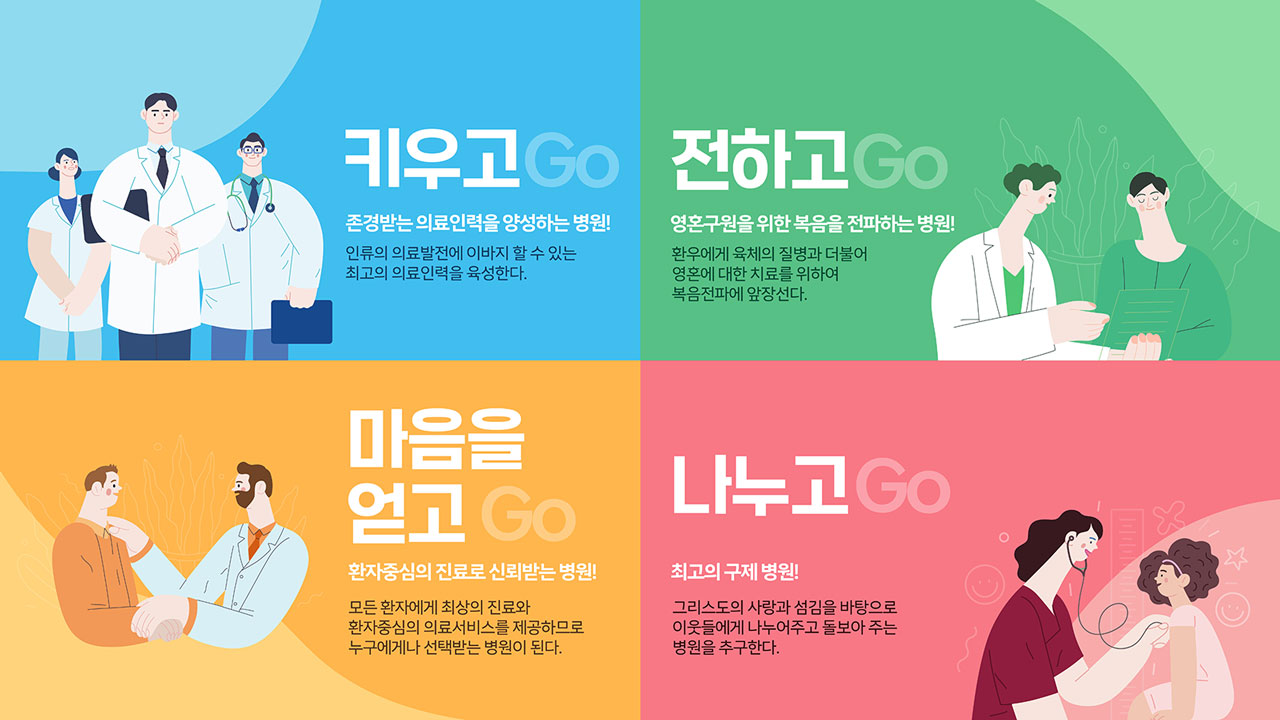 키우고 Go
존경받는 의료인력을 양성하는 병원!
인류의 의료발전에 이바지 할 수 있는
최고의 의료인력을 육성한다.
전하고 Go
영혼구원을 위한 복음을 전파하는 병원!
환우에게 육체의 질병과 더불어
영혼에 대한 치료를 위하여
복음전파에 앞장선다.
마음을
얻고 Go
환자중심의 진료로 신뢰받는 병원!
모든 환자에게 최상의 진료와
환자중심의 의료서비스를 제공하므로
누구에게나 선택받는 병원이 된다.
나누고 Go
최고의 구제 병원!
그리스도의 사랑과 섬김을 바탕으로
이웃들에게 나누어주고 돌보아 주는
병원을 추구한다.